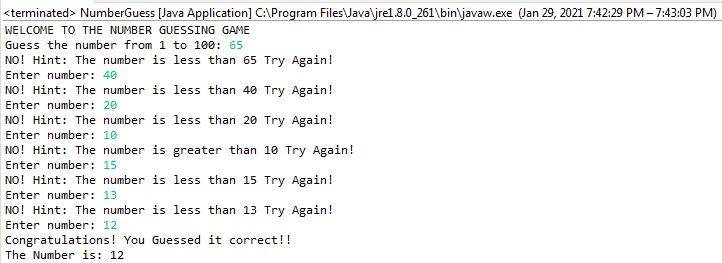 <terminated> NumberGuess [Java Application] C:\Program Files\Java\jre1.8.0_261\bin\javaw.exe (Jan 29, 2021 7:42:29 PM – 7:43:03 PM)
WELCOME TO THE NUMBER GUESSING GAME
Guess the number from 1 to 100: 65
NO! Hint: The number is less than 65 Try Again!
Enter number: 40
NO! Hint: The number is less than 40 Try Again!
Enter number: 20
NO! Hint: The number is less than 20 Try Again!
Enter number: 10
NO! Hint: The number is greater than 10 Try Again!
Enter number: 15
NO! Hint: The number is less than 15 Try Again!
Enter number: 13
NO! Hint: The number is less than 13 Try Again!
Enter number: 12
Congratulations! You Guessed it correct!!
The Number is: 12